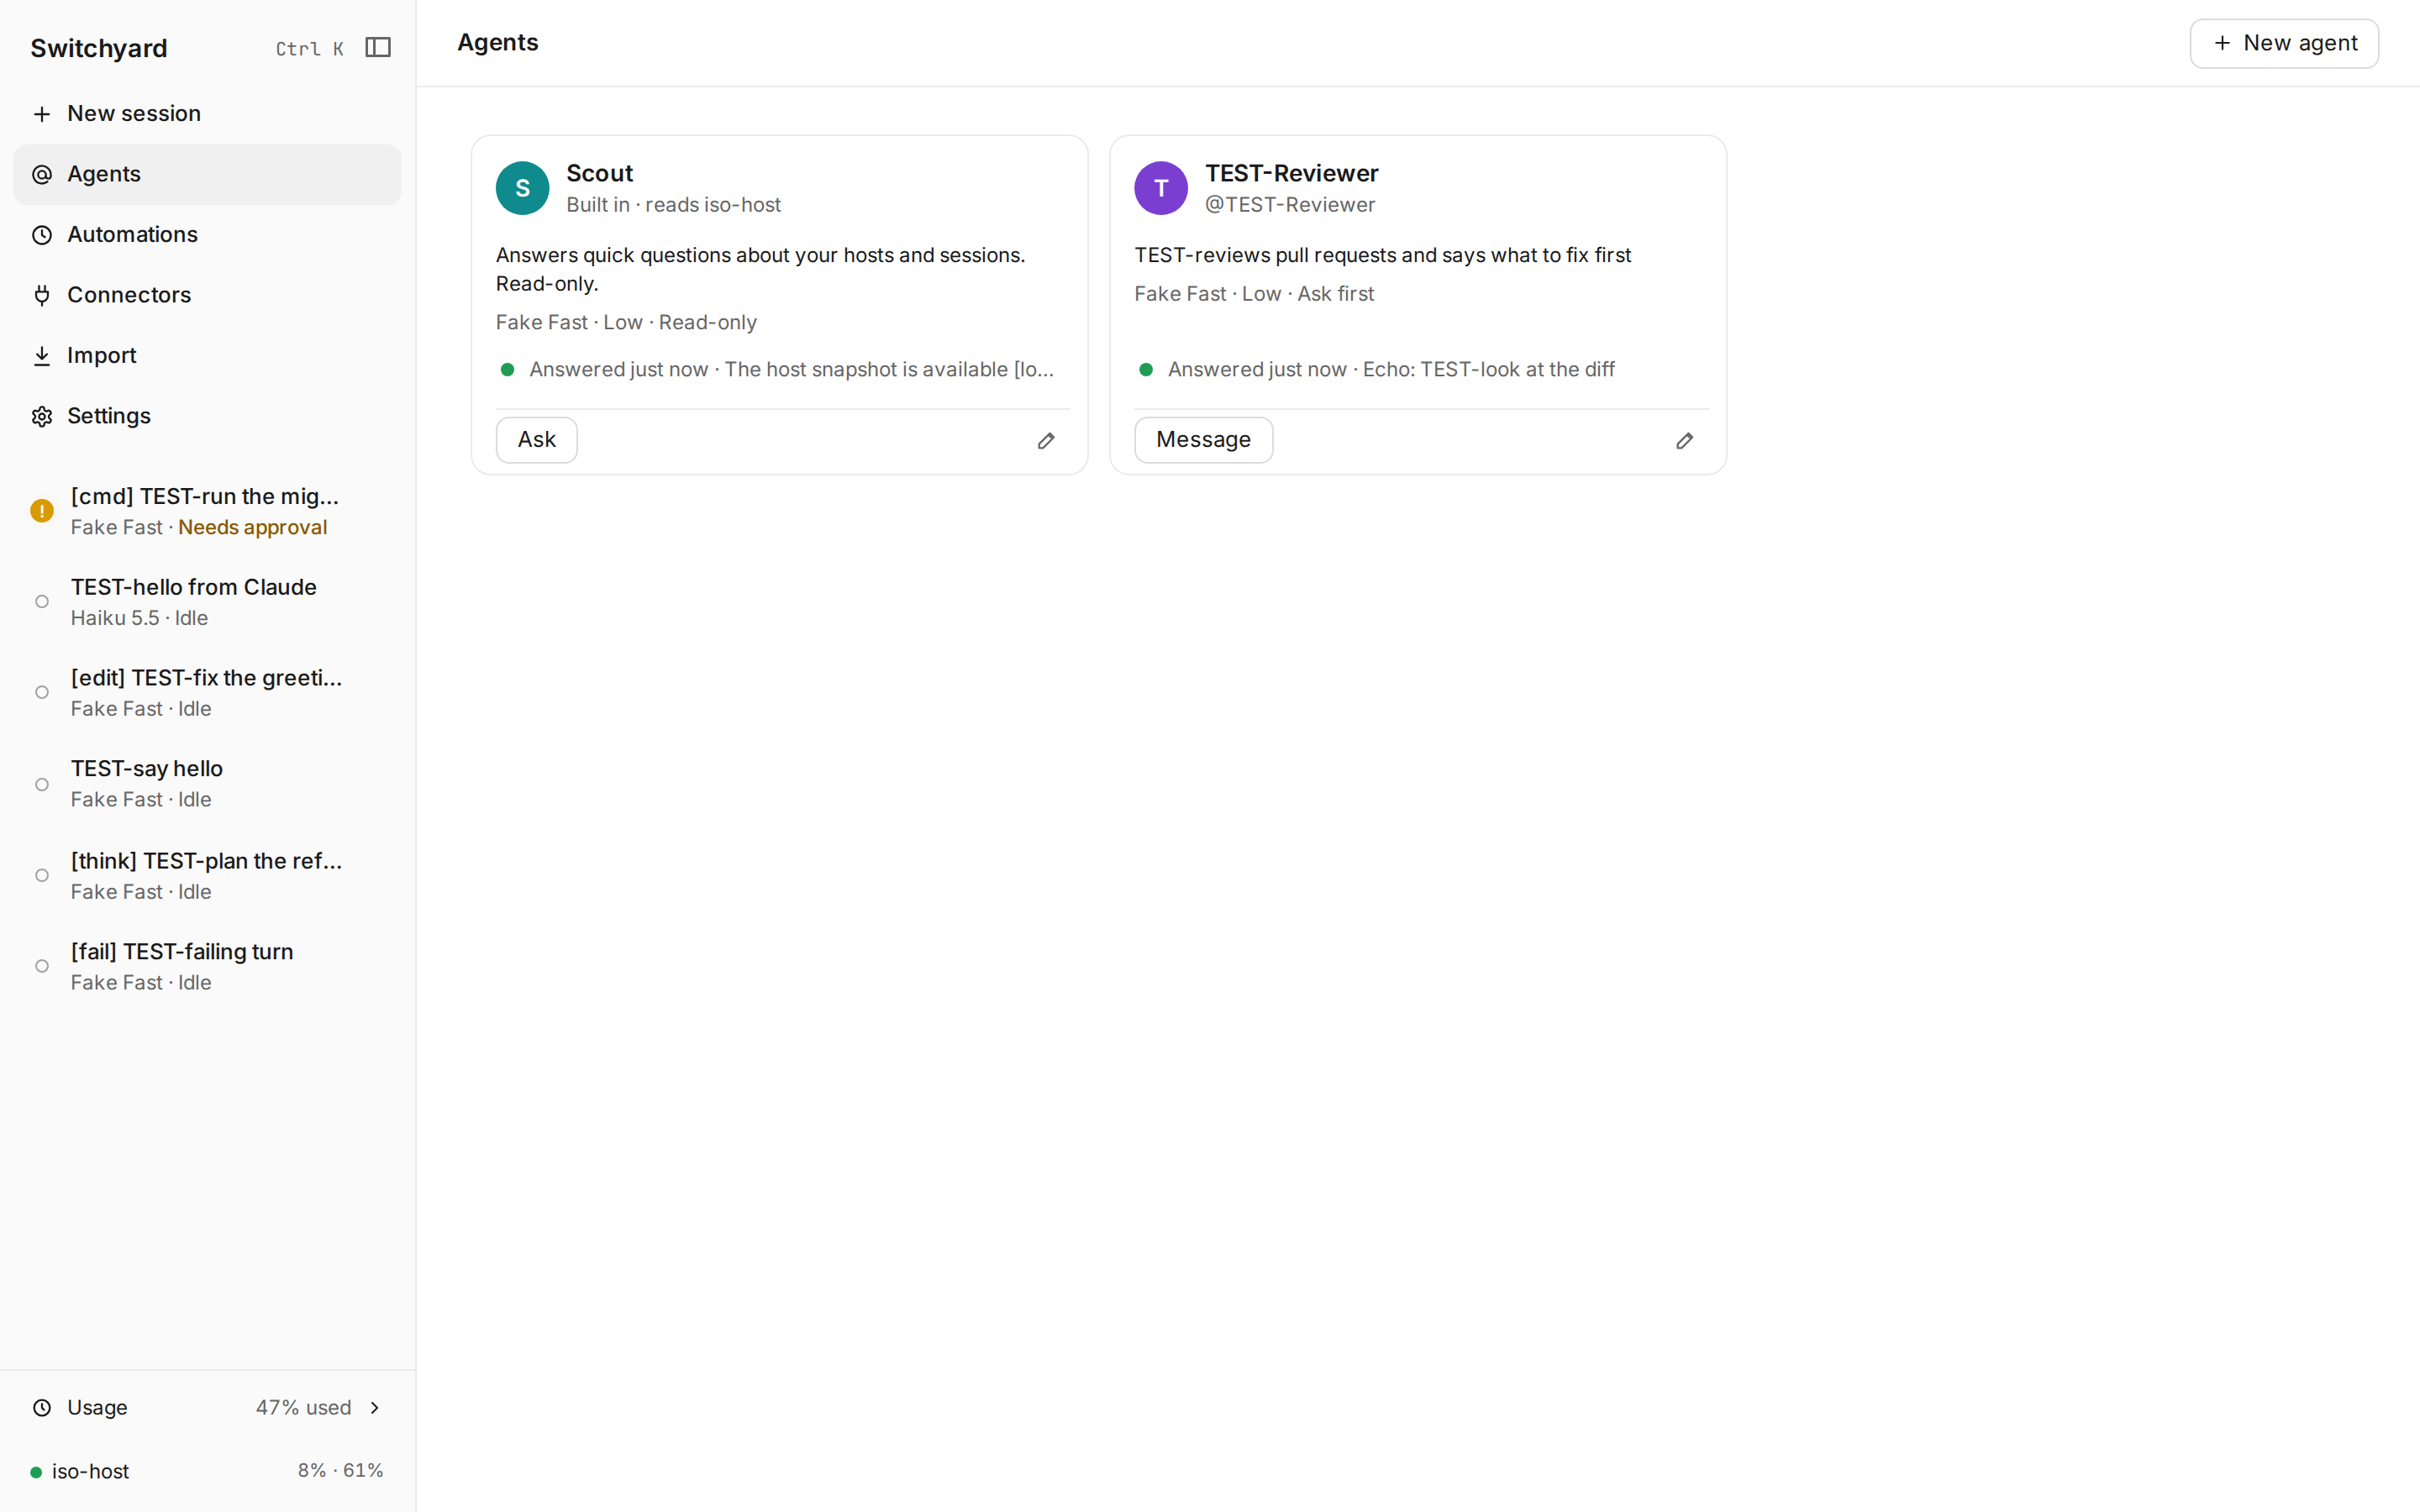 Switchyard
Ctrl K
New session
Agents
Automations
Connectors
Import
Settings
[cmd] TEST-run the mig...
Fake Fast · Needs approval
TEST-hello from Claude
Haiku 5.5 · Idle
[edit] TEST-fix the greeti...
Fake Fast · Idle
TEST-say hello
Fake Fast · Idle
[think] TEST-plan the ref...
Fake Fast · Idle
[fail] TEST-failing turn
Fake Fast · Idle
Usage
47% used
iso-host
8% · 61%
Agents
New agent
S
Scout
Built in · reads iso-host
Answers quick questions about your hosts and sessions.
Read-only.
Fake Fast · Low · Read-only
Answered just now · The host snapshot is available [lo...
Ask
T
TEST-Reviewer
@TEST-Reviewer
TEST-reviews pull requests and says what to fix first
Fake Fast · Low · Ask first
Answered just now · Echo: TEST-look at the diff
Message